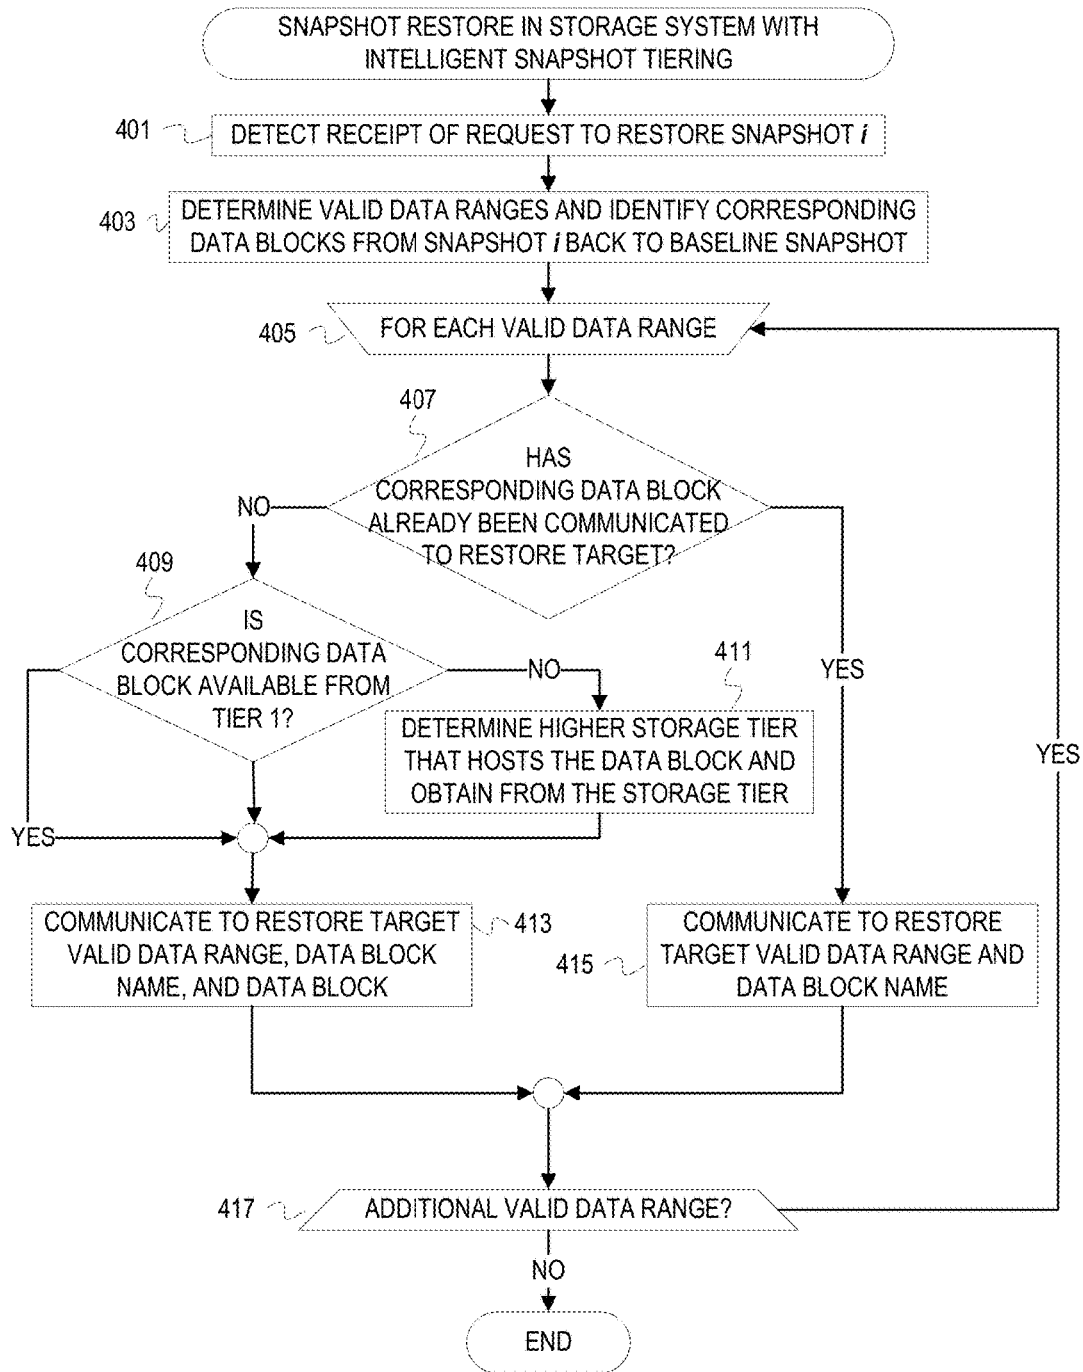 SNAPSHOT RESTORE IN STORAGE SYSTEM WITH
INTELLIGENT SNAPSHOT TIERING
401
DETECT RECEIPT OF REQUEST TO RESTORE SNAPSHOT i
403
DETERMINE VALID DATA RANGES AND IDENTIFY CORRESPONDING
DATA BLOCKS FROM SNAPSHOT i BACK TO BASELINE SNAPSHOT
405
FOR EACH VALID DATA RANGE
407
HAS
CORRESPONDING DATA BLOCK
ALREADY BEEN COMMUNICATED
TO RESTORE TARGET?
NO
YES
409
IS
CORRESPONDING DATA
BLOCK AVAILABLE FROM
TIER 1?
NO
YES
411
DETERMINE HIGHER STORAGE TIER
THAT HOSTS THE DATA BLOCK AND
OBTAIN FROM THE STORAGE TIER
COMMUNICATE TO RESTORE TARGET
VALID DATA RANGE, DATA BLOCK
NAME, AND DATA BLOCK
413
415
COMMUNICATE TO RESTORE
TARGET VALID DATA RANGE AND
DATA BLOCK NAME
417
ADDITIONAL VALID DATA RANGE?
YES
NO
END